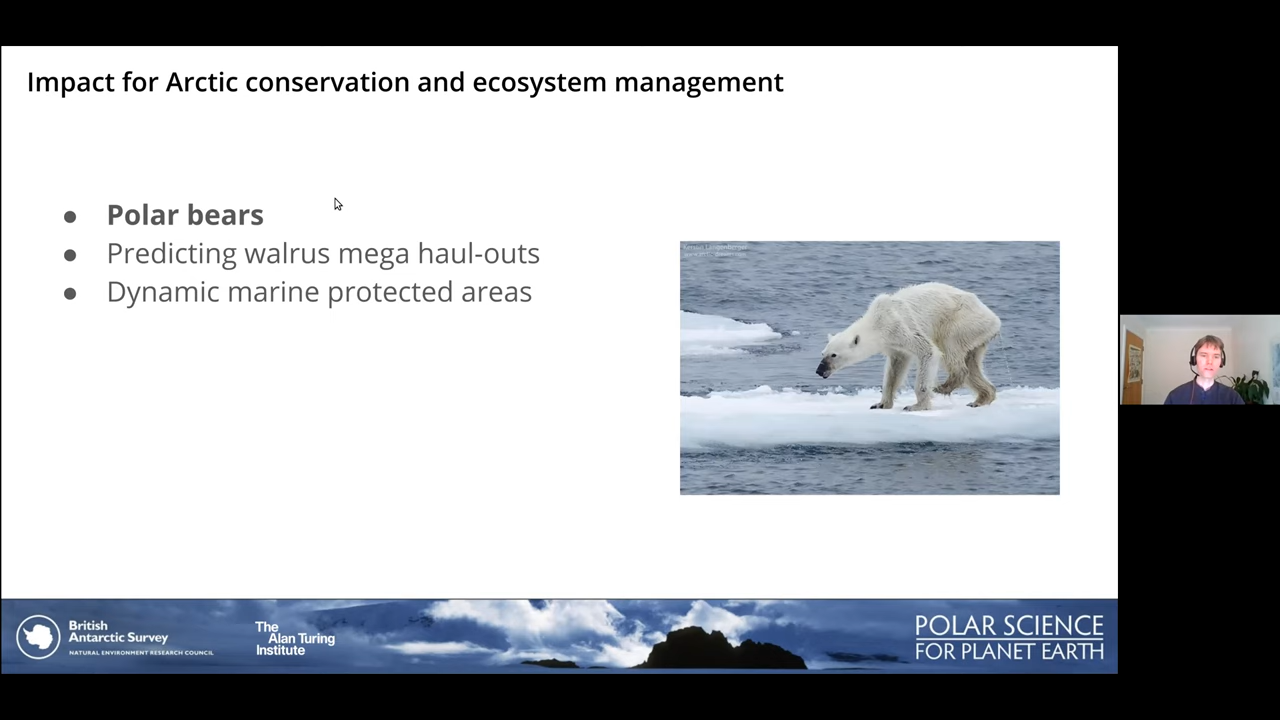 Impact for Arctic conservation and ecosystem management
● Polar bears
● Predicting walrus mega haul-outs
● Dynamic marine protected areas
British
Antarctic Survey
NATURAL ENVIRONMENT RESEARCH COUNCIL
The
Alan Turing
Institute
POLAR SCIENCE
FOR PLANET EARTH